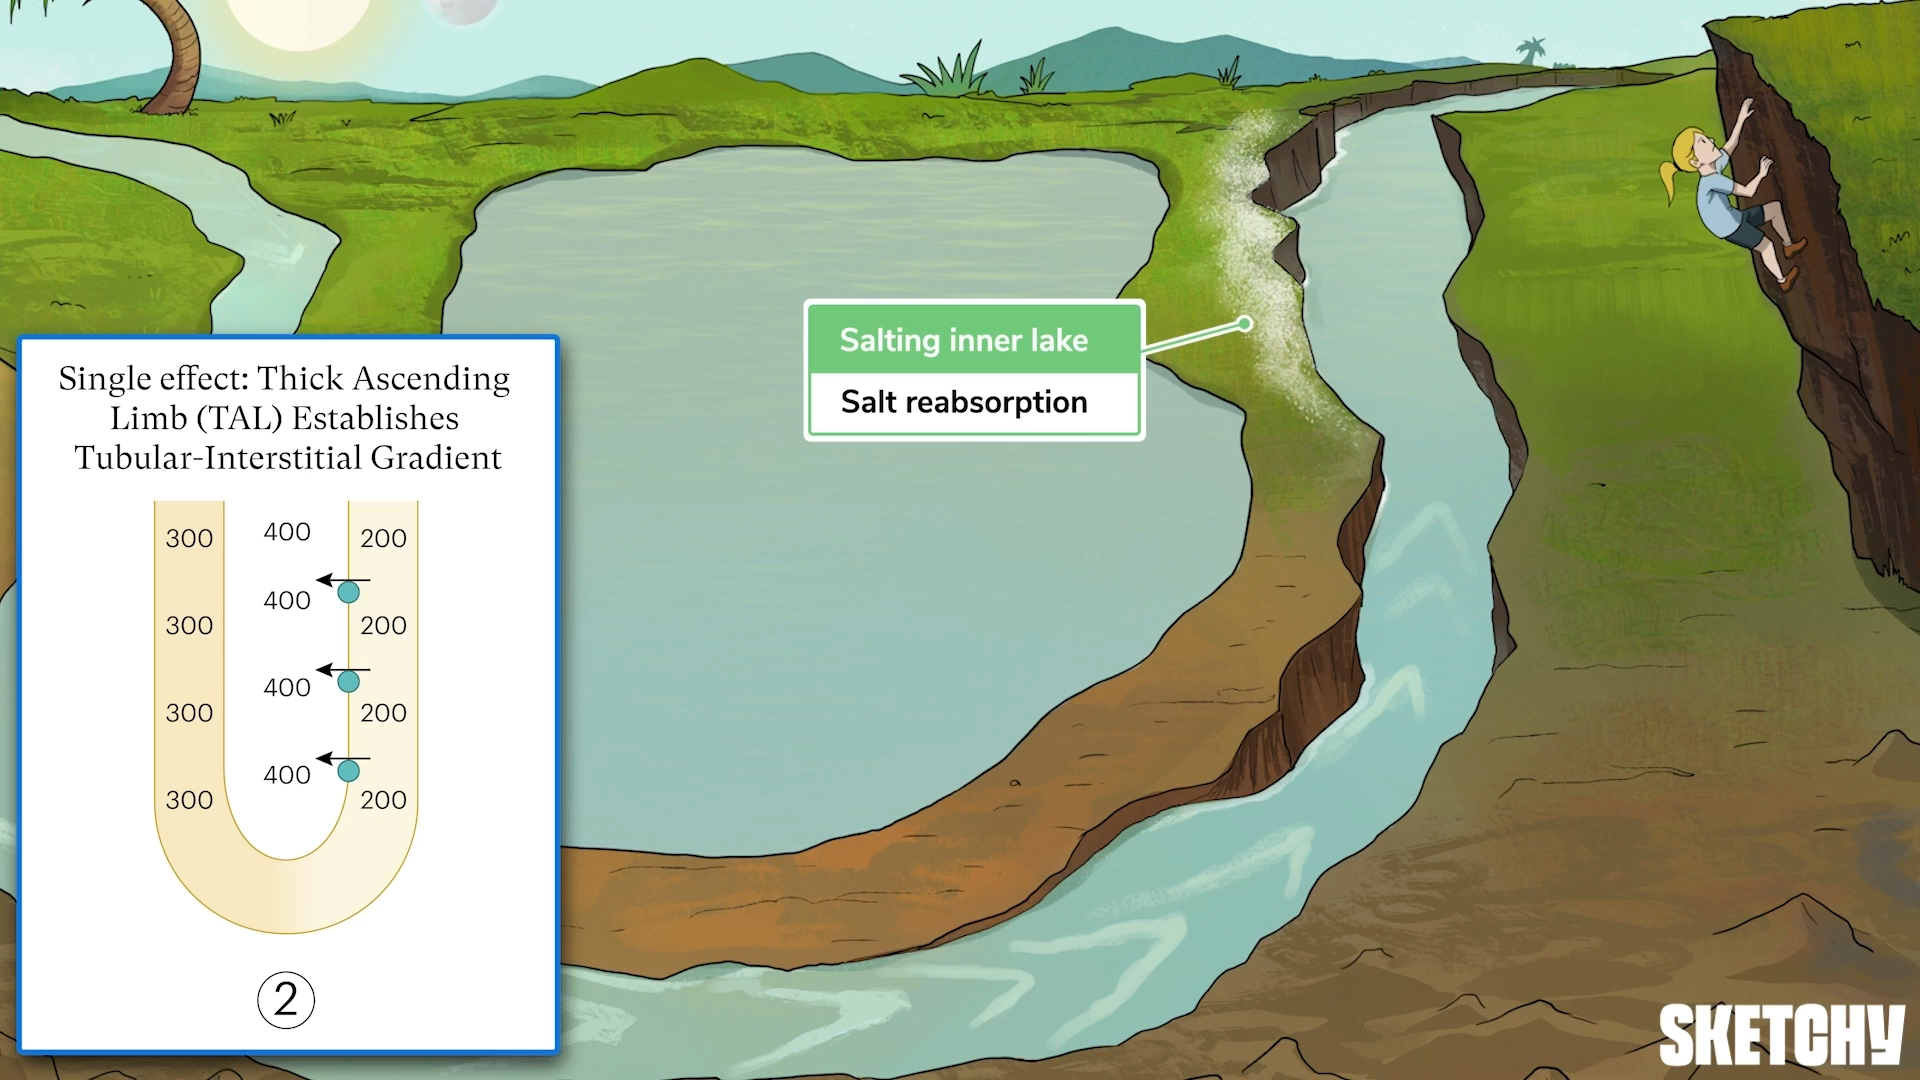 Salting inner lake
Salt reabsorption
Single effect: Thick Ascending
Limb (TAL) Establishes
Tubular-Interstitial Gradient
300 400 200
400
300 200
400
300 200
400
300 200
2
SKETCHY